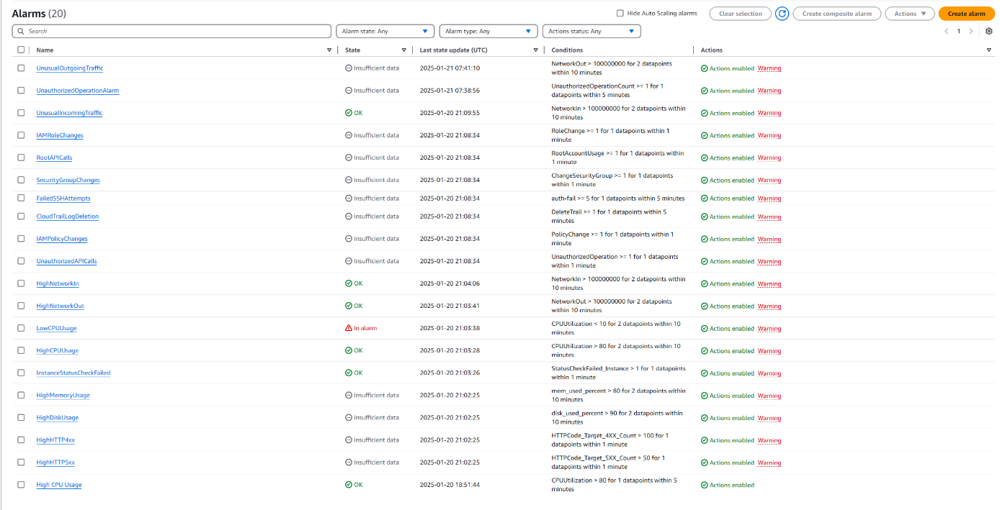 Alarms (20)
Hide Auto Scaling alarms
Clear selection
Create composite alarm
Actions
Create alarm
Search
Alarm state: Any
Alarm type: Any
Actions status: Any
1
Name State Last state update (UTC) Conditions Actions
UnusualOutgoingTraffic Insufficient data 2025-01-21 07:41:10 NetworkOut > 100000000 for 2 datapoints Actions enabled Warning
within 10 minutes
UnauthorizedOperationAlarm Insufficient data 2025-01-21 07:38:56 UnauthorizedOperationCount >= 1 for 1 Actions enabled Warning
datapoints within 5 minutes
UnusualIncomingTraffic OK 2025-01-20 21:09:55 NetworkIn > 100000000 for 2 datapoints within Actions enabled Warning
10 minutes
IAMRoleChanges Insufficient data 2025-01-20 21:08:34 RoleChange >= 1 for 1 datapoints within 1 Actions enabled Warning
minute
RootAPICalls Insufficient data 2025-01-20 21:08:34 RootAccountUsage >= 1 for 1 datapoints within Actions enabled Warning
1 minute
SecurityGroupChanges Insufficient data 2025-01-20 21:08:34 ChangeSecurityGroup >= 1 for 1 datapoints Actions enabled Warning
within 1 minute
FailedSSHAttempts Insufficient data 2025-01-20 21:08:34 auth-fail >= 5 for 1 datapoints within 5 minutes Actions enabled Warning
CloudTrailLogDeletion Insufficient data 2025-01-20 21:08:34 DeleteTrail >= 1 for 1 datapoints within 5 Actions enabled Warning
minutes
IAMPolicyChanges Insufficient data 2025-01-20 21:08:34 PolicyChange >= 1 for 1 datapoints within 1 Actions enabled Warning
minute
UnauthorizedAPICalls Insufficient data 2025-01-20 21:08:34 UnauthorizedOperation >= 1 for 1 datapoints Actions enabled Warning
within 1 minute
HighNetworkIn OK 2025-01-20 21:04:06 NetworkIn > 100000000 for 2 datapoints within Actions enabled Warning
10 minutes
HighNetworkOut OK 2025-01-20 21:03:41 NetworkOut > 100000000 for 2 datapoints Actions enabled Warning
within 10 minutes
LowCPUUsage In alarm 2025-01-20 21:03:38 CPUUtilization < 10 for 2 datapoints within 10 Actions enabled Warning
minutes
HighCPUUsage OK 2025-01-20 21:03:28 CPUUtilization > 80 for 2 datapoints within 10 Actions enabled Warning
minutes
InstanceStatusCheckFailed OK 2025-01-20 21:03:26 StatusCheckFailed_Instance > 1 for 1 datapoints Actions enabled Warning
within 1 minute
HighMemoryUsage Insufficient data 2025-01-20 21:02:25 mem_used_percent > 80 for 2 datapoints within Actions enabled Warning
10 minutes
HighDiskUsage Insufficient data 2025-01-20 21:02:25 disk_used_percent > 90 for 2 datapoints within Actions enabled Warning
10 minutes
HighHTTP4xx Insufficient data 2025-01-20 21:02:25 HTTPCode_Target_4XX_Count > 100 for 1 Actions enabled Warning
datapoints within 1 minute
HighHTTP5xx Insufficient data 2025-01-20 21:02:25 HTTPCode_Target_5XX_Count > 50 for 1 Actions enabled Warning
datapoints within 1 minute
High CPU Usage OK 2025-01-20 18:51:44 CPUUtilization > 80 for 1 datapoints within 5 Actions enabled
minutes